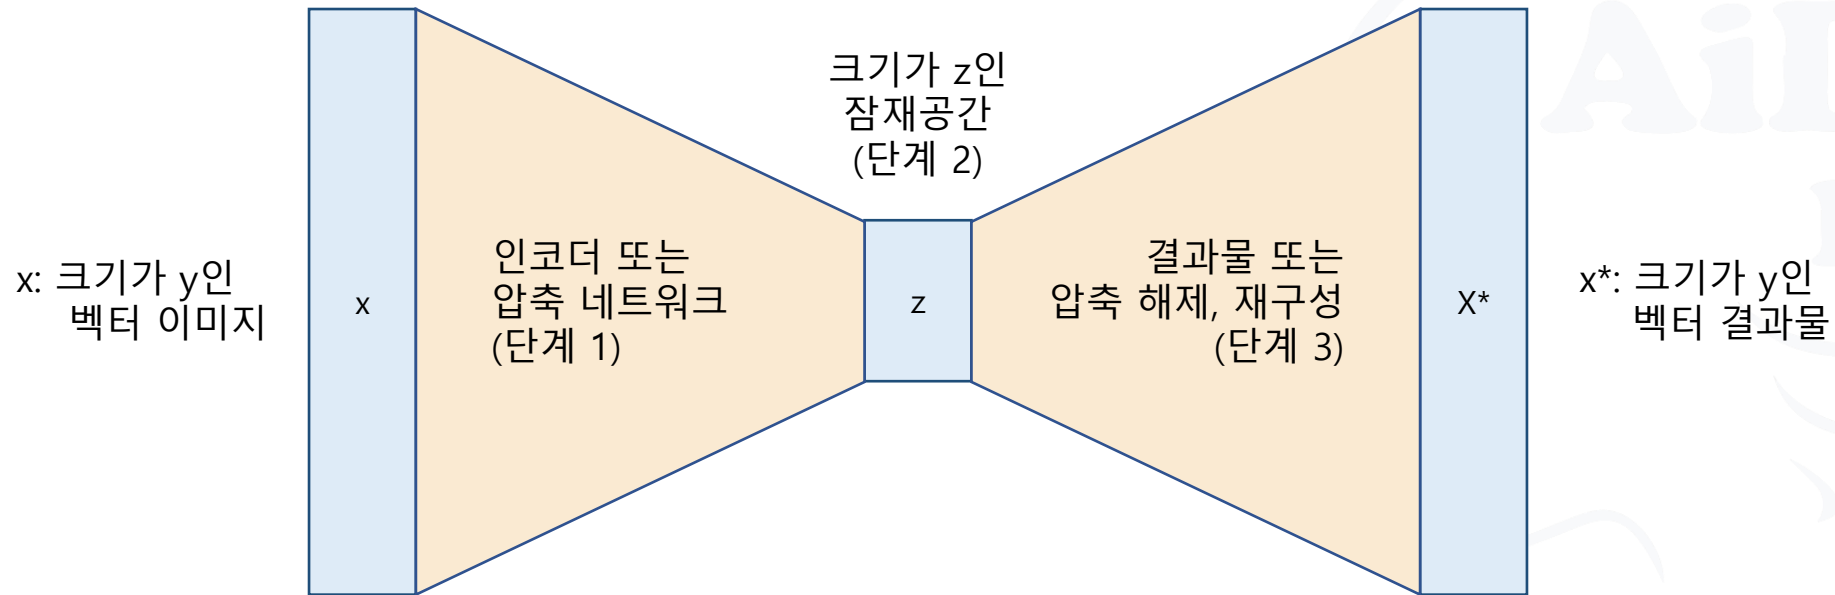 x: 크기가 y인
벡터 이미지
x
인코더 또는
압축 네트워크
(단계 1)
크기가 z인
잠재공간
(단계 2)
z
결과물 또는
압축 해제, 재구성
(단계 3)
X*
x*: 크기가 y인
벡터 결과물